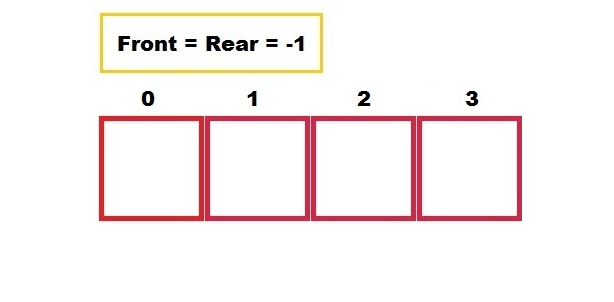 Front = Rear = -1
0 1 2 3